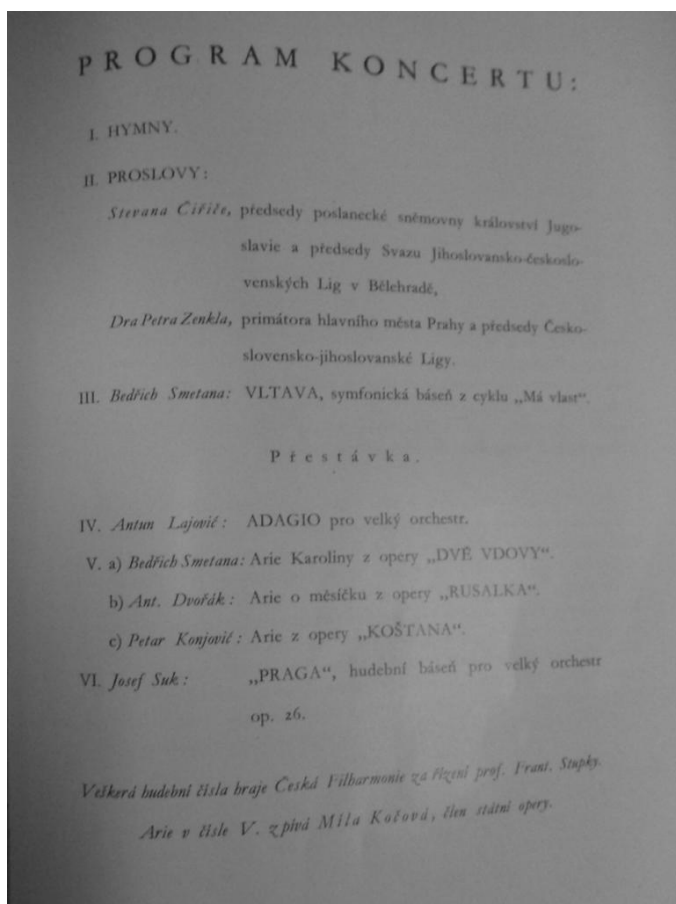 PROGRAM KONCERTU:
I. HYMNY.
II. PROSLOVY:
Stevana Ćiřiče, předsedy poslanecké sněmovny království Jugo-
slavie a předsedy Svazu Jihoslovansko-českoslo-
venských Lig v Bělehradě,
Dra Petra Zenkla, primátora hlavního města Prahy a předsedy Česko-
slovensko-jihoslovanské Ligy.
III. Bedřich Smetana: VLTAVA, symfonická báseň z cyklu „Má vlast“.
Přestávka.
IV. Antun Lajovič: ADAGIO pro velký orchestr.
V. a) Bedřich Smetana: Arie Karoliny z opery „DVĚ VDOVY“.
b) Ant. Dvořák: Arie o měsíčku z opery „RUSALKA“.
c) Petar Konjovič: Arie z opery „KOŠTANA“.
VI. Josef Suk: „PRAGA“, hudební báseň pro velký orchestr
op. 26.
Veškerá hudební čísla hraje Česká Filharmonie za řízení prof. Frant. Stupky.
Arie v čísle V. zpívá Míla Kočová, člen státní opery.